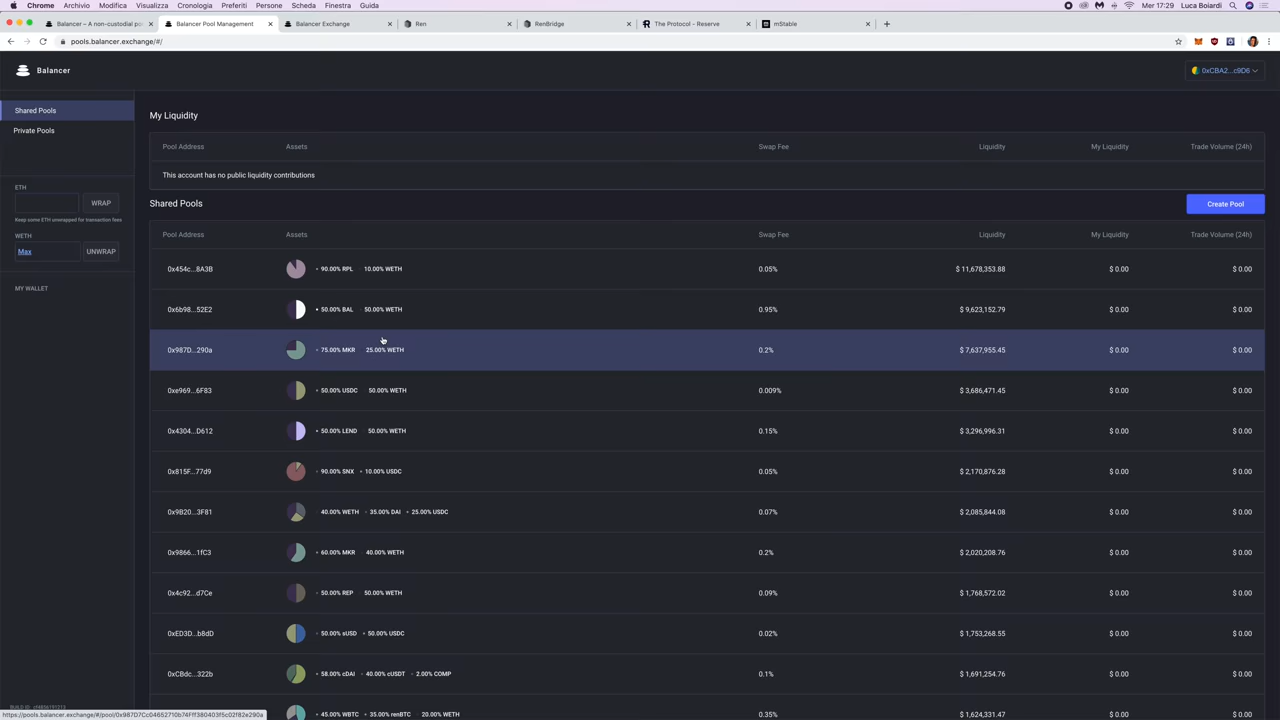 Chrome Archivio Modifica Visualizza Cronologia Preferiti Persone Scheda Finestra Guida Mer 17:29 Luca Boiardi
Balancer – A non-custodial po Balancer Pool Management Balancer Exchange Ren RenBridge The Protocol - Reserve mStable
pools.balancer.exchange/#/
Balancer 0xCBA2...c9D6
Shared Pools
Private Pools
ETH
WRAP
Keep some ETH unwrapped for transaction fees
WETH
Max UNWRAP
MY WALLET
My Liquidity
Pool Address Assets Swap Fee Liquidity My Liquidity Trade Volume (24h)
This account has no public liquidity contributions
Shared Pools Create Pool
Pool Address Assets Swap Fee Liquidity My Liquidity Trade Volume (24h)
0x454c...8A3B 90.00% RPL 10.00% WETH 0.05% $ 11,678,353.88 $ 0.00 $ 0.00
0x6b98...52E2 50.00% BAL 50.00% WETH 0.95% $ 9,623,152.79 $ 0.00 $ 0.00
0x987D...290a 75.00% MKR 25.00% WETH 0.2% $ 7,637,955.45 $ 0.00 $ 0.00
0xe969...6F83 50.00% USDC 50.00% WETH 0.009% $ 3,686,471.45 $ 0.00 $ 0.00
0x4304...D612 50.00% LEND 50.00% WETH 0.15% $ 3,296,996.31 $ 0.00 $ 0.00
0x815F...77d9 90.00% SNX 10.00% USDC 0.05% $ 2,170,876.28 $ 0.00 $ 0.00
0x9B20...3F81 40.00% WETH 35.00% DAI 25.00% USDC 0.07% $ 2,085,844.08 $ 0.00 $ 0.00
0x9866...1fC3 60.00% MKR 40.00% WETH 0.2% $ 2,020,208.76 $ 0.00 $ 0.00
0x4c92...d7Ce 50.00% REP 50.00% WETH 0.09% $ 1,768,572.02 $ 0.00 $ 0.00
0xED3D...b8dD 50.00% sUSD 50.00% USDC 0.02% $ 1,753,268.55 $ 0.00 $ 0.00
0xCBdc...322b 58.00% cDAI 40.00% cUSDT 2.00% COMP 0.1% $ 1,691,254.76 $ 0.00 $ 0.00
45.00% WBTC 35.00% renBTC 20.00% WETH 0.35% $ 1,624,331.47 $ 0.00 $ 0.00
https://pools.balancer.exchange/#/pool/0x987D7Cc04652710b74Fff380403f5c02f82e290a